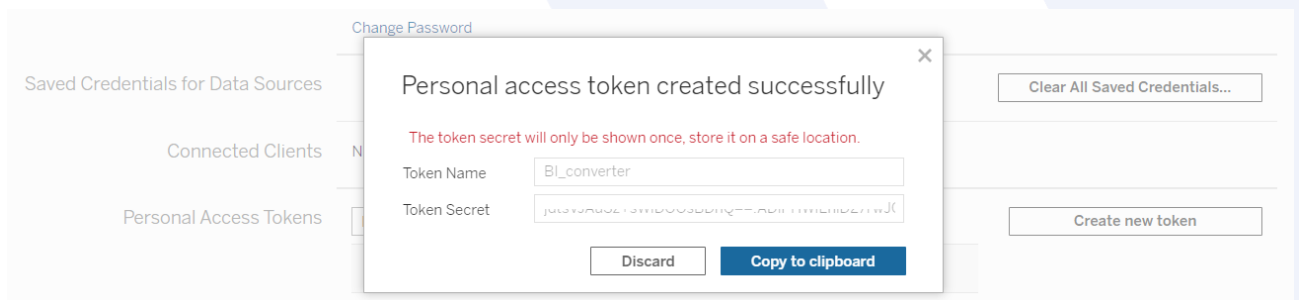 Change Password
Saved Credentials for Data Sources
Clear All Saved Credentials...
Personal access token created successfully
The token secret will only be shown once, store it on a safe location.
Connected Clients
N
Token Name BI_converter
Token Secret
Personal Access Tokens
Create new token
Discard Copy to clipboard